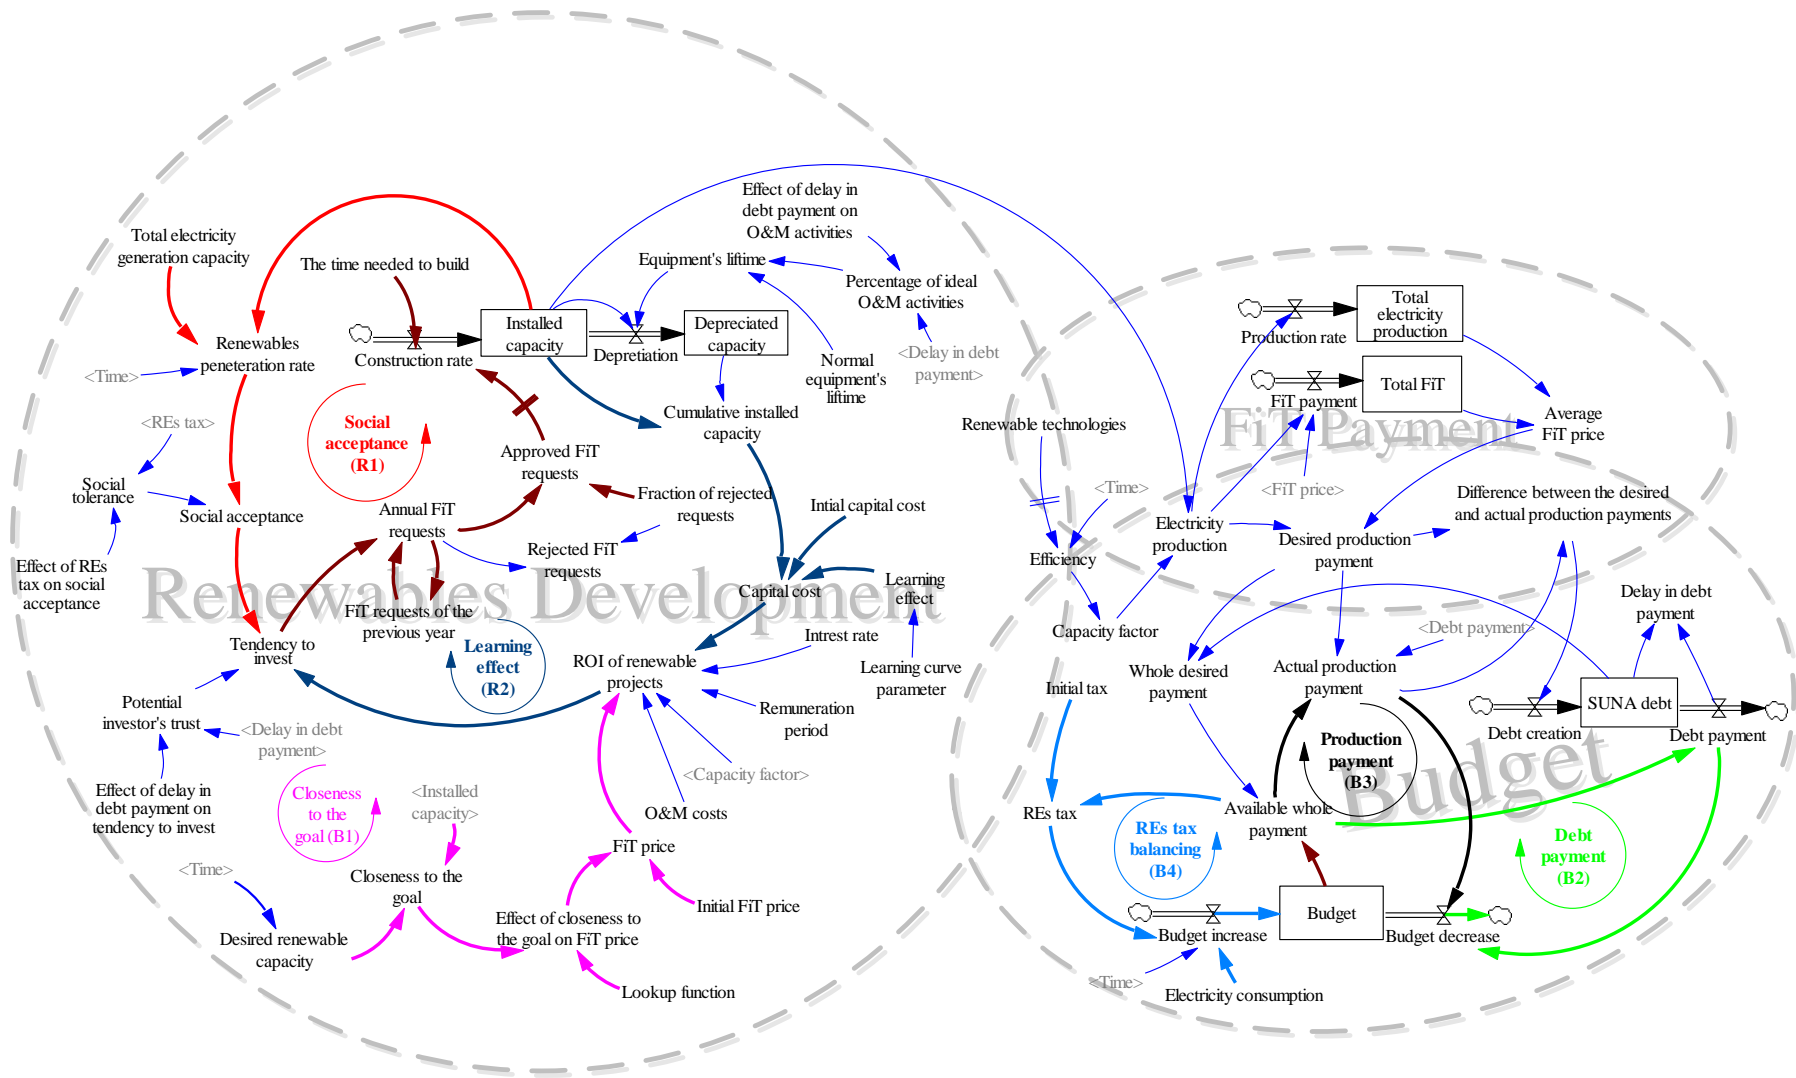 Effect of delay in
debt payment on
O&M activities
Total electricity
generation capacity
The time needed to build
Equipment's liftime
Percentage of ideal
O&M activities
Installed
capacity
Depreciated
capacity
Construction rate
Depretiation
Renewables
peneteration rate
<Time>
Normal
equipment's
liftime
<Delay in debt
payment>
Social
acceptance
(R1)
<REs tax>
Cumulative installed
capacity
Approved FiT
requests
Social
tolerance
Social acceptance
Annual FiT
requests
Fraction of rejected
requests
Intial capital cost
Rejected FiT
requests
Effect of REs
tax on social
acceptance
Renewables Development
Capital cost
Learning
effect
FiT requests of the
previous year
Tendency to
invest
Learning
effect
(R2)
ROI of renewable
projects
Intrest rate
Learning curve
parameter
Potential
investor's trust
<Delay in debt
payment>
Remuneration
period
<Capacity factor>
Effect of delay in
debt payment on
tendency to invest
Closeness
to the
goal (B1)
<Installed
capacity>
O&M costs
FiT price
<Time>
Closeness to the
goal
Initial FiT price
Effect of closeness to
the goal on FiT price
Desired renewable
capacity
Lookup function
Total
electricity
production
Production rate
Total FiT
FiT payment
FiT Payment
Average
FiT price
Renewable technologies
<Time>
<FiT price>
Difference between the desired
and actual production payments
Electricity
production
Desired production
payment
Efficiency
Capacity factor
Delay in debt
payment
<Debt payment>
Whole desired
payment
Actual production
payment
Initial tax
SUNA debt
Debt creation
Debt payment
Production
payment
(B3)
Budget
REs tax
Available whole
payment
REs tax
balancing
(B4)
Debt
payment
(B2)
Budget
Budget increase
Budget decrease
<Time>
Electricity consumption